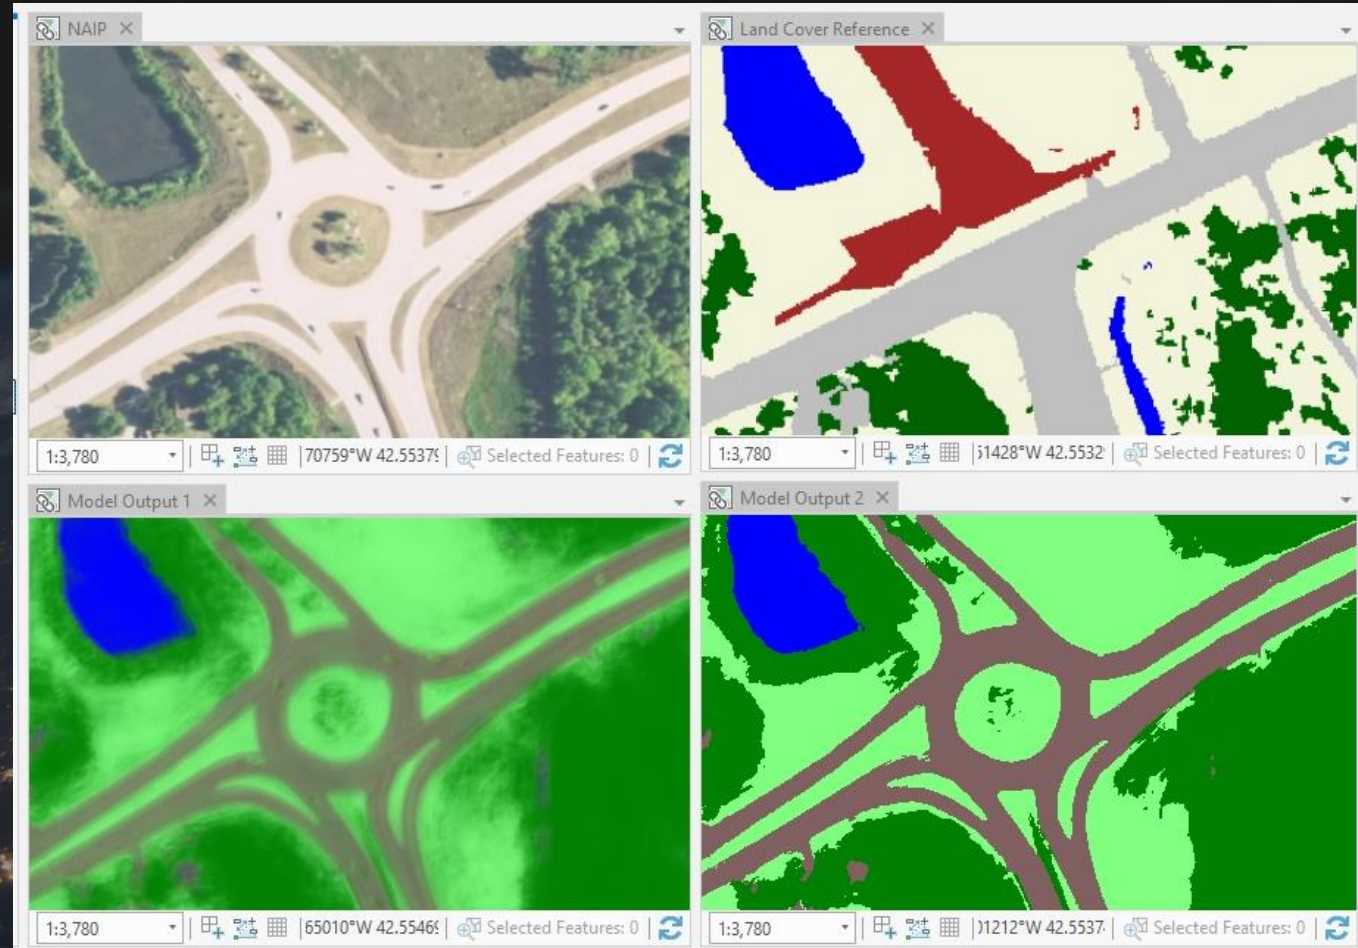 NAIP
Land Cover Reference
1:3,780
70759°W 42.5537
Selected Features: 0
1:3,780
51428°W 42.5532
Selected Features: 0
Model Output 1
Model Output 2
1:3,780
65010°W 42.5546
Selected Features: 0
1:3,780
1212°W 42.5537
Selected Features: 0